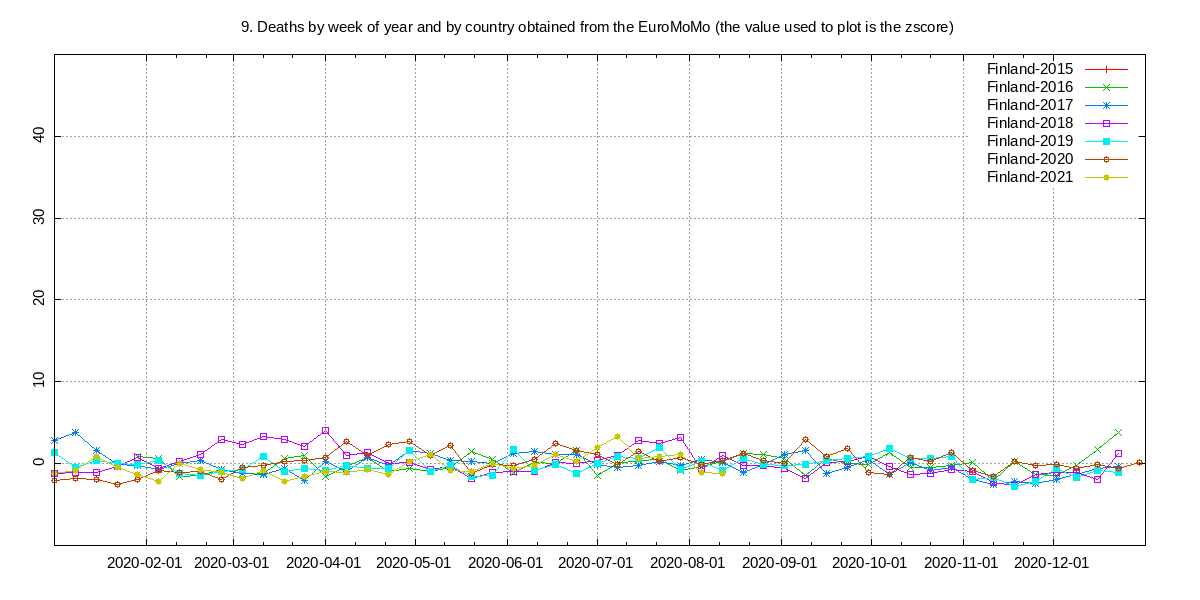 9. Deaths by week of year and by country obtained from the EuroMoMo (the value used to plot is the zscore)
Finland-2015
Finland-2016
Finland-2017
Finland-2018
Finland-2019
Finland-2020
Finland-2021
40
30
20
10
0
2020-02-01 2020-03-01 2020-04-01 2020-05-01 2020-06-01 2020-07-01 2020-08-01 2020-09-01 2020-10-01 2020-11-01 2020-12-01